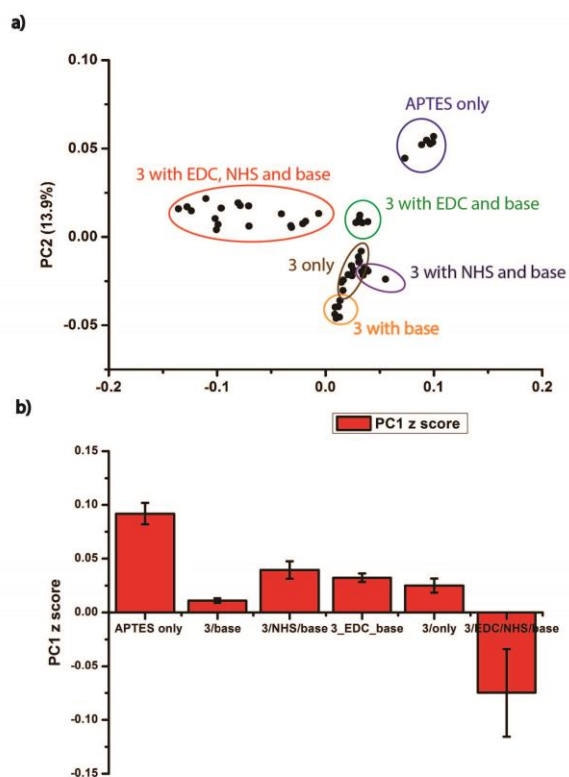 a)
0.10
0.05
0.00
-0.05
PC2 (13.9%)
APTES only
3 with EDC, NHS and base
3 with EDC and base
3 only
3 with NHS and base
3 with base
-0.2
-0.1
0.0
0.1
0.2
b)
PC1 z score
0.15
0.10
0.05
0.00
-0.05
-0.10
-0.15
PC1 z score
APTES only
3/base
3/NHS/base
3_EDC_base
3/only
3/EDC/NHS/base